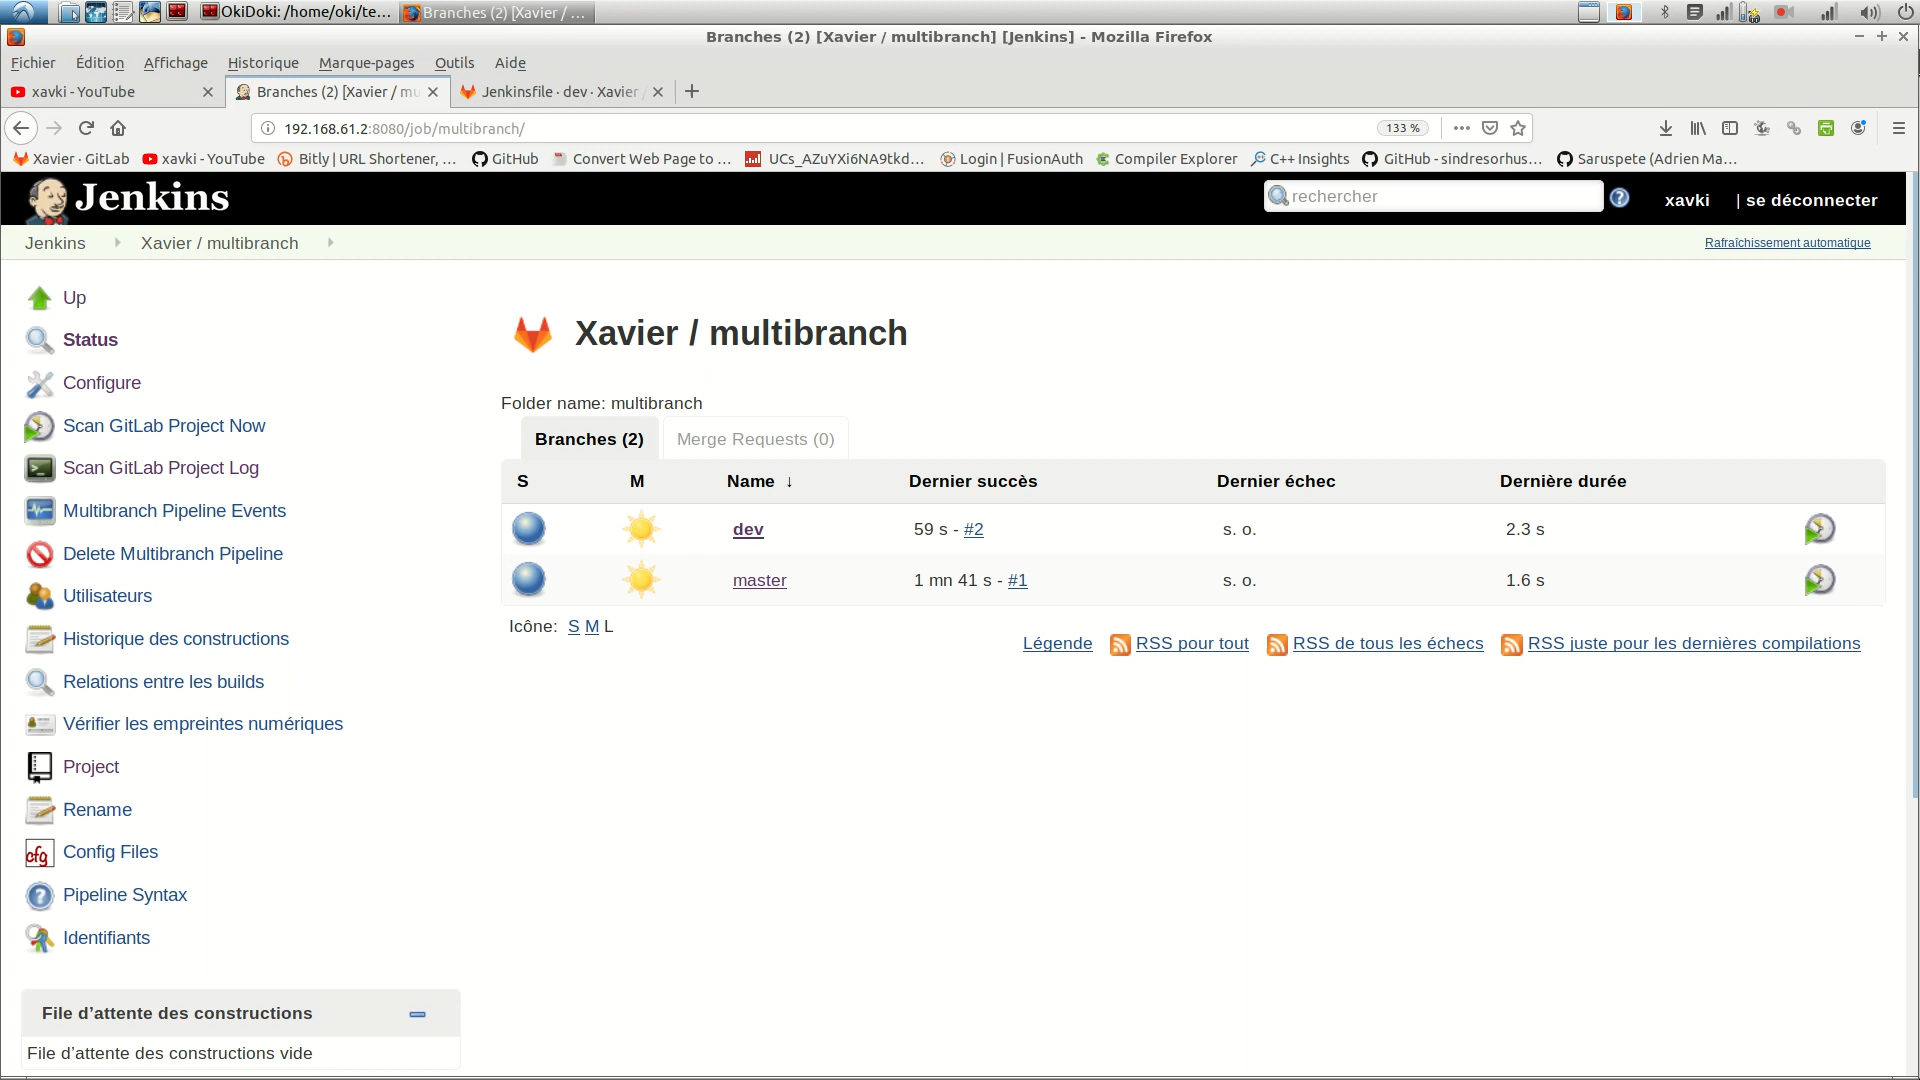 OkiDoki: /home/oki/te...
Branches (2) [Xavier / ...
Branches (2) [Xavier / multibranch] [Jenkins] - Mozilla Firefox
Fichier Édition Affichage Historique Marque-pages Outils Aide
xavki - YouTube
Branches (2) [Xavier / mu
Jenkinsfile · dev · Xavier /
192.168.61.2:8080/job/multibranch/
133 %
Xavier · GitLab
xavki - YouTube
Bitly | URL Shortener, ...
GitHub
Convert Web Page to ...
UCs_AZuYXi6NA9tkd...
Login | FusionAuth
Compiler Explorer
C++ Insights
GitHub - sindresorhus...
Saruspete (Adrien Ma...
Jenkins
rechercher
xavki
| se déconnecter
Jenkins
Xavier / multibranch
Rafraîchissement automatique
Up
Status
Configure
Scan GitLab Project Now
Scan GitLab Project Log
Multibranch Pipeline Events
Delete Multibranch Pipeline
Utilisateurs
Historique des constructions
Relations entre les builds
Vérifier les empreintes numériques
Project
Rename
cfg Config Files
Pipeline Syntax
Identifiants
File d’attente des constructions
File d’attente des constructions vide
Xavier / multibranch
Folder name: multibranch
Branches (2) Merge Requests (0)
S M Name ↓ Dernier succès Dernier échec Dernière durée
dev 59 s - #2 s. o. 2.3 s
master 1 mn 41 s - #1 s. o. 1.6 s
Icône: S M L
Légende RSS pour tout RSS de tous les échecs RSS juste pour les dernières compilations